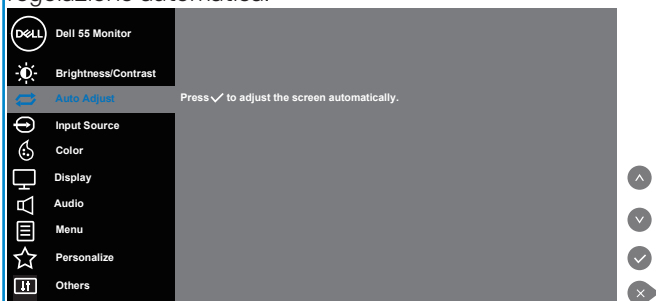 regolazione automatica.
DELL Dell 55 Monitor
Brightness/Contrast
Auto Adjust
Press ✓ to adjust the screen automatically.
Input Source
Color
Display
Audio
Menu
Personalize
Others